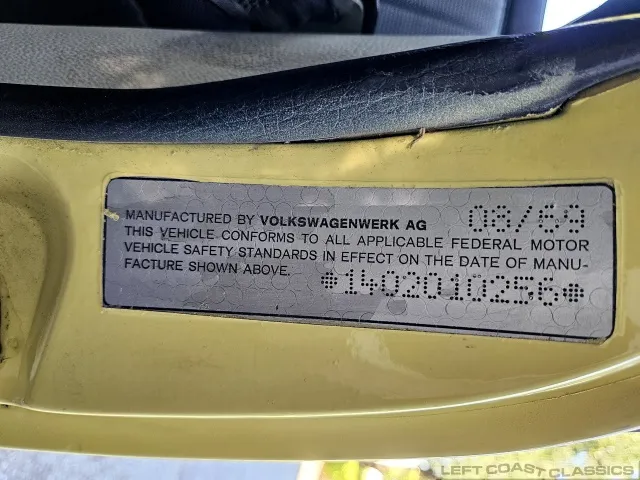 MANUFACTURED BY VOLKSWAGENWERK AG 08/69
THIS VEHICLE CONFORMS TO ALL APPLICABLE FEDERAL MOTOR
VEHICLE SAFETY STANDARDS IN EFFECT ON THE DATE OF MANU-
FACTURE SHOWN ABOVE. *1402010256*
LEFT COAST CLASSICS